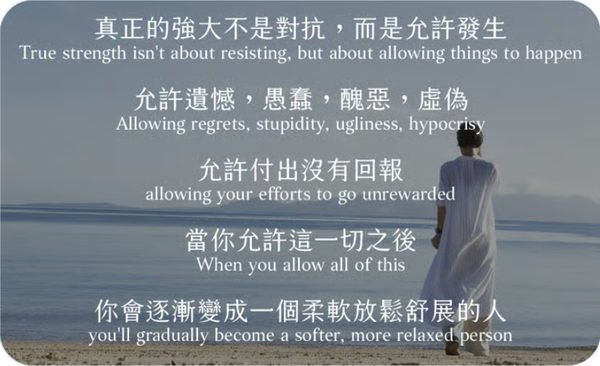 真正的強大不是對抗，而是允許發生
True strength isn't about resisting, but about allowing things to happen
允許遺憾，愚蠢，醜惡，虛偽
Allowing regrets, stupidity, ugliness, hypocrisy
允許付出沒有回報
allowing your efforts to go unrewarded
當你允許這一切之後
When you allow all of this
你會逐漸變成一個柔軟放鬆舒展的人
you'll gradually become a softer, more relaxed person